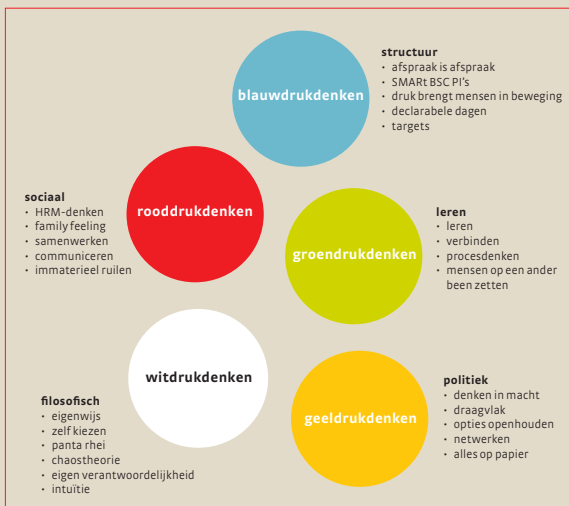 structuur
• afspraak is afspraak
• SMARt BSC PI's
• druk brengt mensen in beweging
• declarabele dagen
• targets
blauwdrukdenken
sociaal
• HRM-denken
• family feeling
• samenwerken
• communiceren
• immaterieel ruilen
rooddrukdenken
leren
• leren
• verbinden
• procesdenken
• mensen op een ander
been zetten
groendrukdenken
witdrukdenken
filosofisch
• eigenwijs
• zelf kiezen
• panta rhei
• chaostheorie
• eigen verantwoordelijkheid
• intuïtie
politiek
• denken in macht
• draagvlak
• opties openhouden
• netwerken
• alles op papier
geeldrukdenken